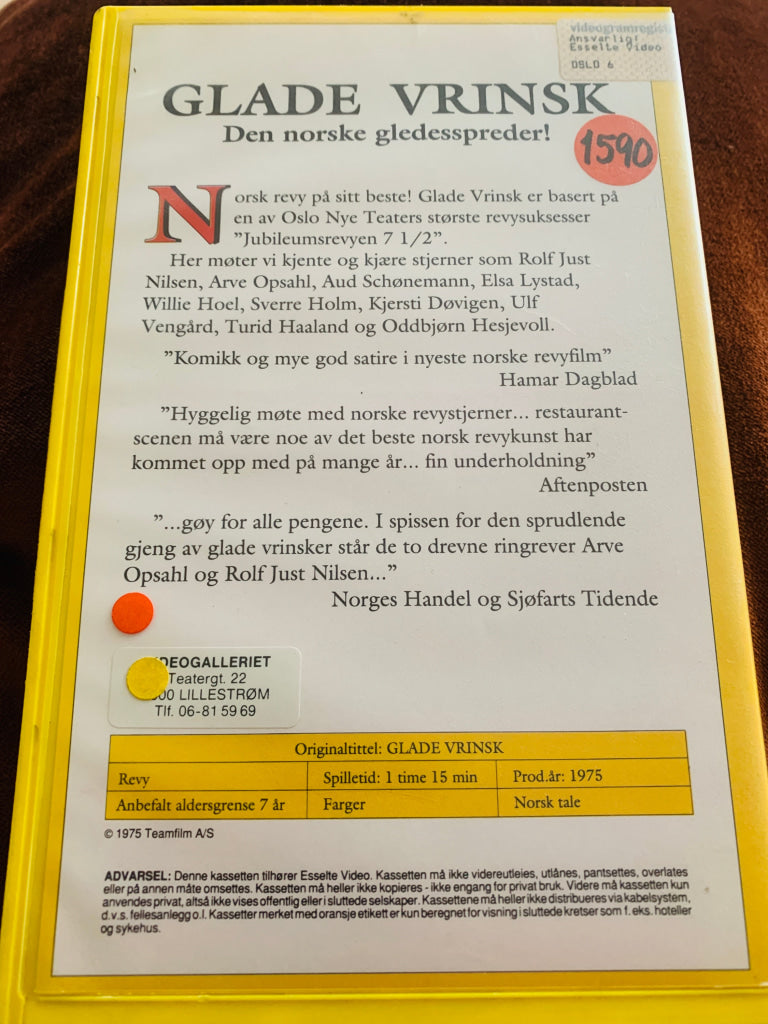 videogramregist
Ansvarlig:
Esselte Video
OSLO 6
GLADE VRINSK
Den norske gledesspreder!
1590
Norsk revy på sitt beste! Glade Vrinsk er basert på
en av Oslo Nye Teaters største revysuksesser
"Jubileumsrevyen 7 1/2".
Her møter vi kjente og kjære stjerner som Rolf Just
Nilsen, Arve Opsahl, Aud Schønemann, Elsa Lystad,
Willie Hoel, Sverre Holm, Kjersti Døvigen, Ulf
Vengård, Turid Haaland og Oddbjørn Hesjevoll.
"Komikk og mye god satire i nyeste norske revyfilm"
Hamar Dagblad
"Hyggelig møte med norske revystjerner... restaurant-
scenen må være noe av det beste norsk revykunst har
kommet opp med på mange år... fin underholdning"
Aftenposten
"...gøy for alle pengene. I spissen for den sprudlende
gjeng av glade vrinsker står de to drevne ringrever Arve
Opsahl og Rolf Just Nilsen..."
Norges Handel og Sjøfarts Tidende
DEOGALLERIET
Teatergt. 22
00 LILLESTRØM
Tlf. 06-81 59 69
Originaltittel: GLADE VRINSK
Revy Spilletid: 1 time 15 min Prod.år: 1975
Anbefalt aldersgrense 7 år Farger Norsk tale
© 1975 Teamfilm A/S
ADVARSEL: Denne kassetten tilhører Esselte Video. Kassetten må ikke videreutleies, utlånes, pantsettes, overlates
eller på annen måte omsettes. Kassetten må heller ikke kopieres - ikke engang for privat bruk. Videre må kassetten kun
anvendes privat, altså ikke vises offentlig eller i sluttede selskaper. Kassettene må heller ikke distribueres via kabelsystem,
d.v.s. fellesanlegg o.l. Kassetter merket med oransje etikett er kun beregnet for visning i sluttede kretser som f. eks. hoteller
og sykehus.